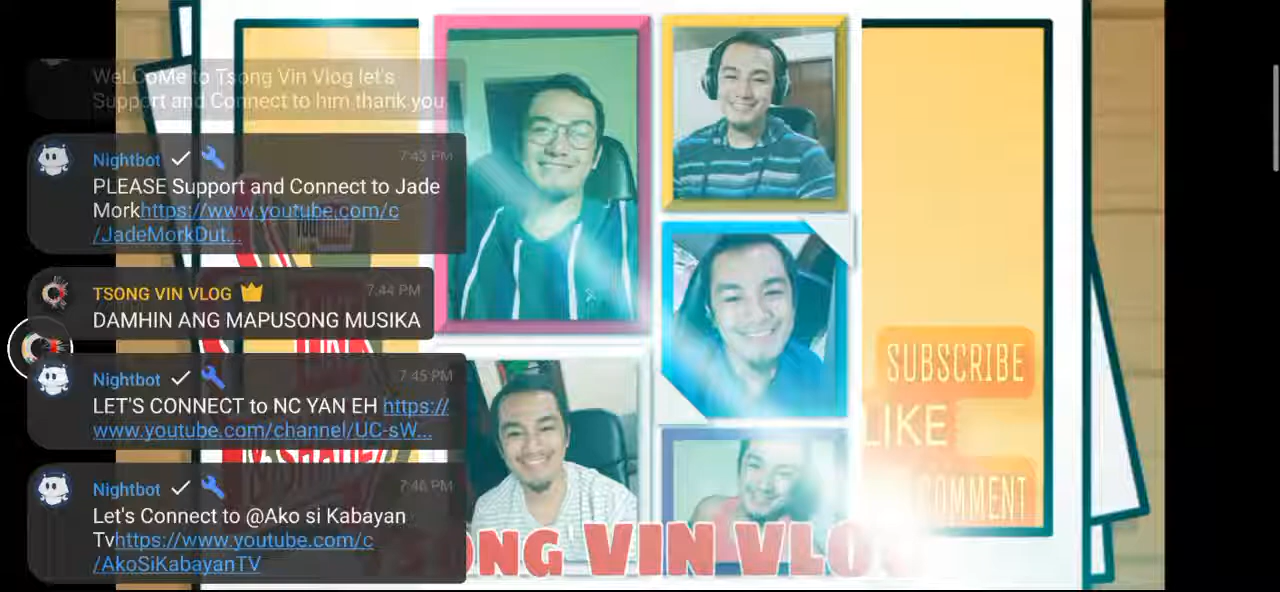 WeLCoMe to Tsong Vin Vlog let's
Support and Connect to him thank you
Nightbot 7:43 PM
PLEASE Support and Connect to Jade
Morkhttps://www.youtube.com/c
/JadeMorkDut...
TSONG VIN VLOG 7:44 PM
DAMHIN ANG MAPUSONG MUSIKA
Nightbot 7:45 PM
LET'S CONNECT to NC YAN EH https://
www.youtube.com/channel/UC-sW...
Nightbot 7:46 PM
Let's Connect to @Ako si Kabayan
Tvhttps://www.youtube.com/c
/AkoSiKabayanTV
YouTube
LIKE
SHARE
SUBSCRIBE
LIKE
COMMENT
ONG VIN VLO